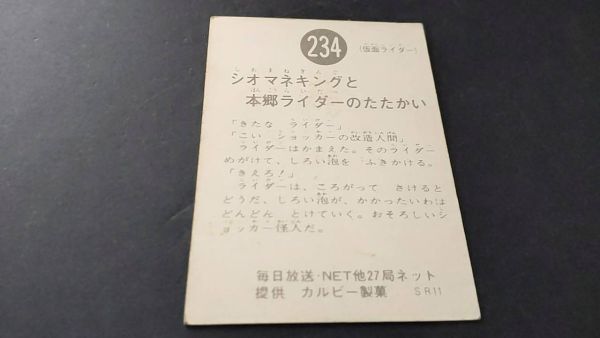 234
(仮面ライダー)
シオマネキングと
本郷ライダーのたたかい
「きたな ライダー」
「こい ショッカーの改造人間」
ライダーはかまえた。そのライダー
めがけて、しろい泡を ふきかける。
「きえろ!」
ライダーは、ころがって さけると
どうだ、しろい泡が、かかったいわは
どんどん とけていく。おそろしいシ
ョッカー怪人だ。
毎日放送・NET他27局ネット
提供 カルビー製菓 SR11